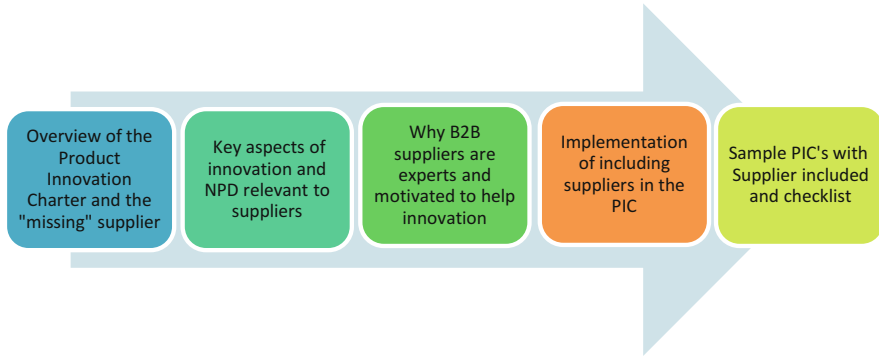 Overview of the
Product
Innovation
Charter and the
"missing" supplier
Key aspects of
innovation and
NPD relevant to
suppliers
Why B2B
suppliers are
experts and
motivated to help
innovation
Implementation
of including
suppliers in the
PIC
Sample PIC's with
Supplier included
and checklist